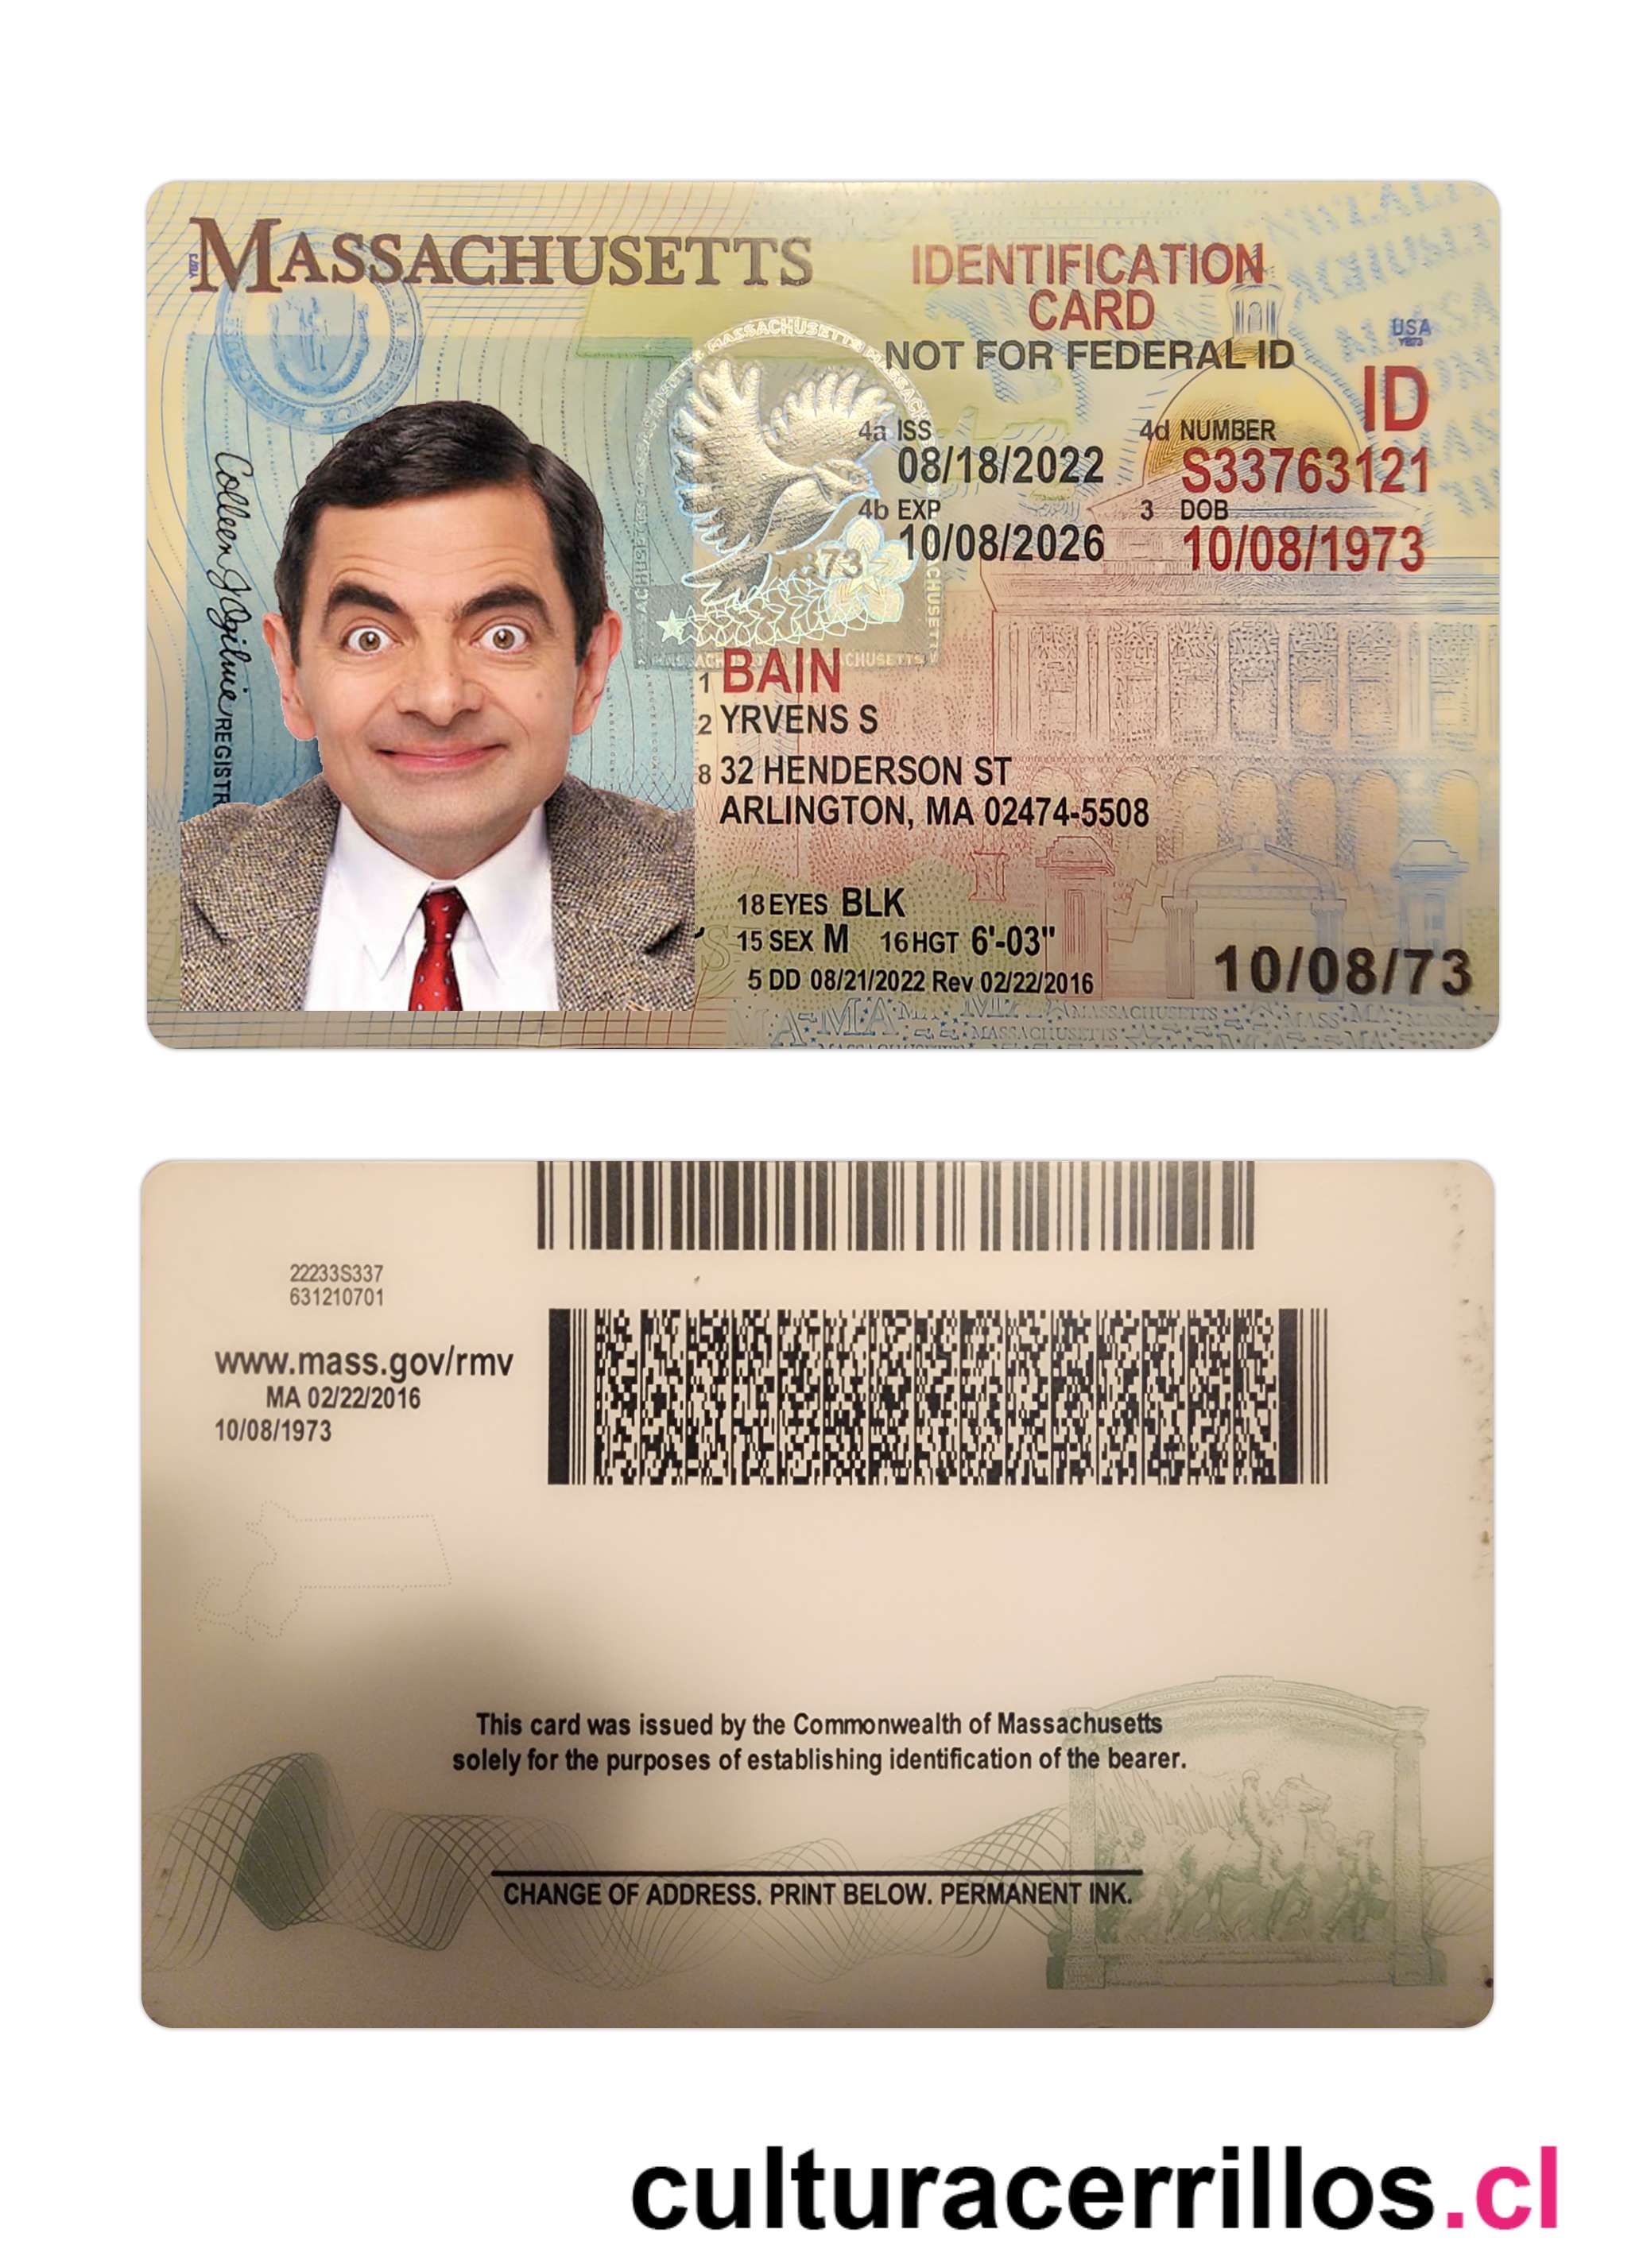 MASSACHUSETTS
IDENTIFICATION
CARD
NOT FOR FEDERAL ID
USA
ID
4a ISS
08/18/2022
4d NUMBER
S33763121
4b EXP
10/08/2026
3 DOB
10/08/1973
Colleen J Ogilvie REGISTR
73
1 BAIN
2 YRVENS S
8 32 HENDERSON ST
ARLINGTON, MA 02474-5508
18 EYES BLK
15 SEX M 16 HGT 6'-03"
5 DD 08/21/2022 Rev 02/22/2016
10/08/73
22233S337
631210701
www.mass.gov/rmv
MA 02/22/2016
10/08/1973
This card was issued by the Commonwealth of Massachusetts
solely for the purposes of establishing identification of the bearer.
CHANGE OF ADDRESS. PRINT BELOW. PERMANENT INK.
culturacerrillos.cl